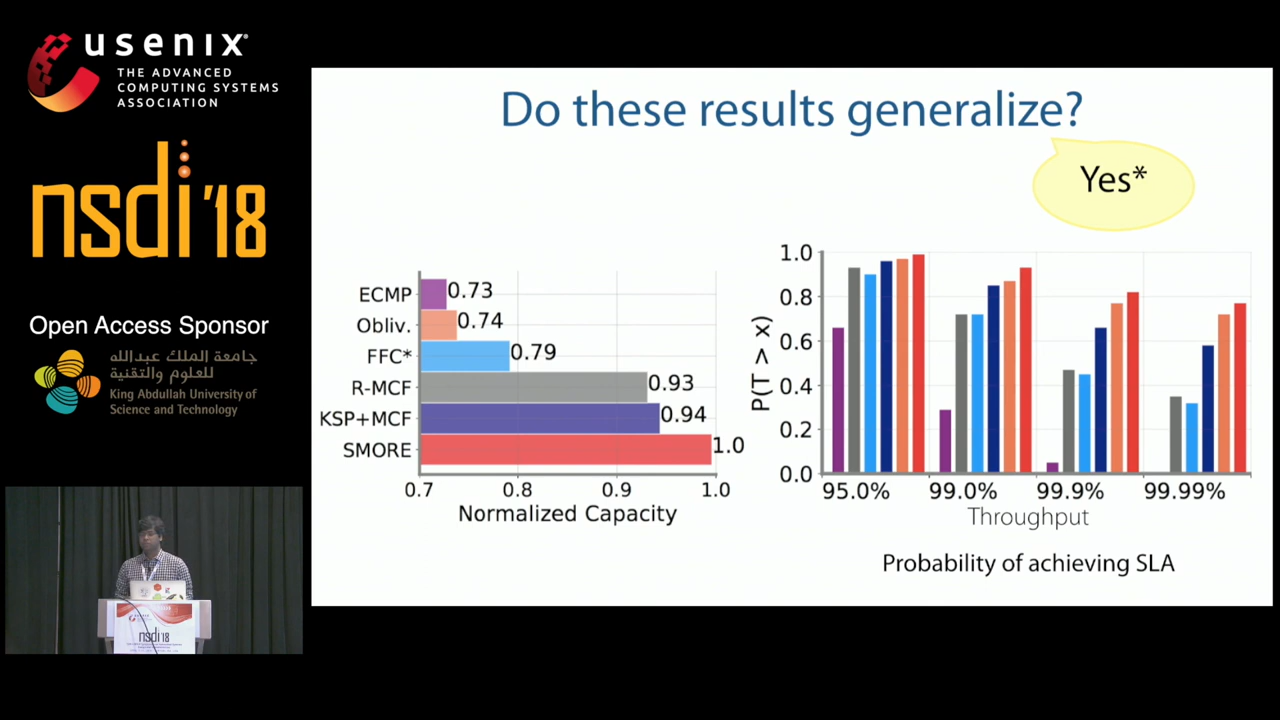 usenix
THE ADVANCED
COMPUTING SYSTEMS
ASSOCIATION
nsdi '18
Open Access Sponsor
جامعة الملك عبدالله
للعلوم والتقنية
King Abdullah University of
Science and Technology
Do these results generalize?
Yes*
ECMP
0.73
Obliv.
0.74
FFC*
0.79
R-MCF
0.93
KSP+MCF
0.94
SMORE
1.0
0.7 0.8 0.9 1.0
Normalized Capacity
P(T > x)
1.0
0.8
0.6
0.4
0.2
0.0
95.0% 99.0% 99.9% 99.99%
Throughput
Probability of achieving SLA
usenix
nsdi '18